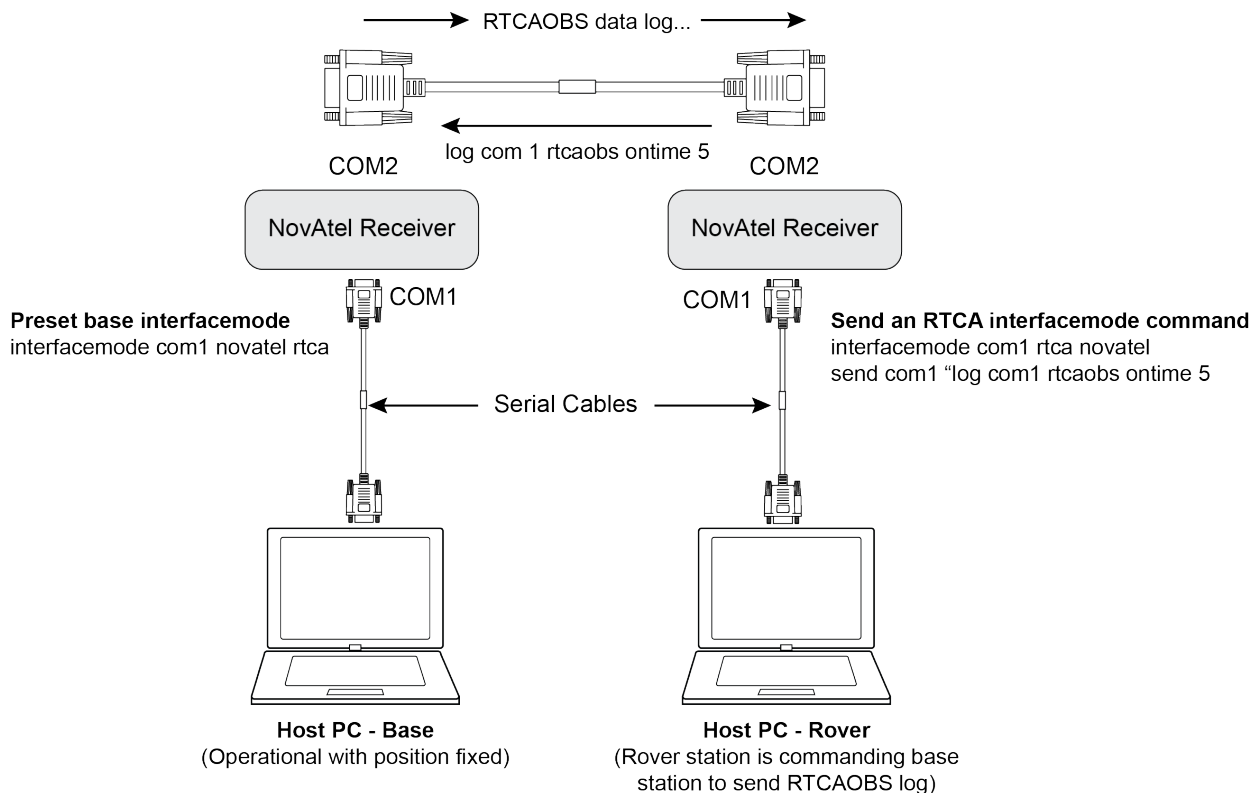 RTCAOBS data log...
log com 1 rtcaobs ontime 5
COM2
COM2
NovAtel Receiver
NovAtel Receiver
COM1
COM1
Preset base interfacemode
interfacemode com1 novatel rtca
Send an RTCA interfacemode command
interfacemode com1 rtca novatel
send com1 “log com1 rtcaobs ontime 5
Serial Cables
Host PC - Base
(Operational with position fixed)
Host PC - Rover
(Rover station is commanding base
station to send RTCAOBS log)